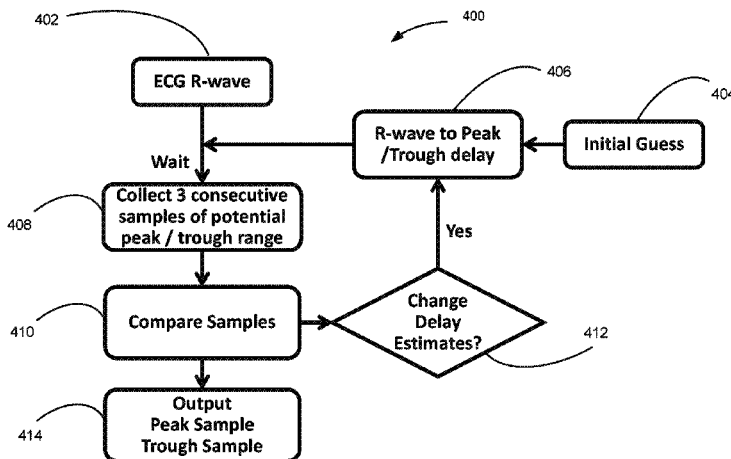 402
400
ECG R-wave
406
404
R-wave to Peak
/Trough delay
Initial Guess
Wait
Collect 3 consecutive
samples of potential
peak / trough range
408
Yes
Compare Samples
410
Change
Delay
Estimates?
412
Output
Peak Sample
Trough Sample
414